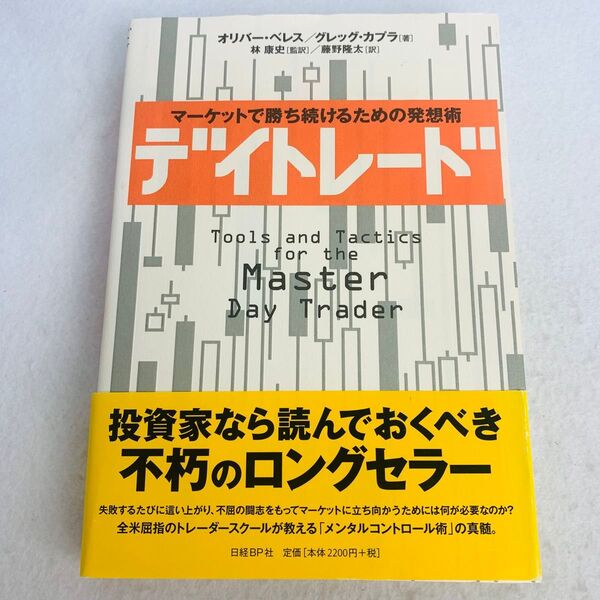 オリバー・ベレス／グレッグ・カプラ［著］
林 康史［監訳］／藤野隆太［訳］
マーケットで勝ち続けるための発想術
デイトレード
Tools and Tactics
for the
Master
Day Trader
投資家なら読んでおくべき
不朽のロングセラー
失敗するたびに這い上がり、不屈の闘志をもってマーケットに立ち向かうためには何が必要なのか?
全米屈指のトレーダースクールが教える「メンタルコントロール術」の真髄。
日経BP社 定価［本体2200円+税］